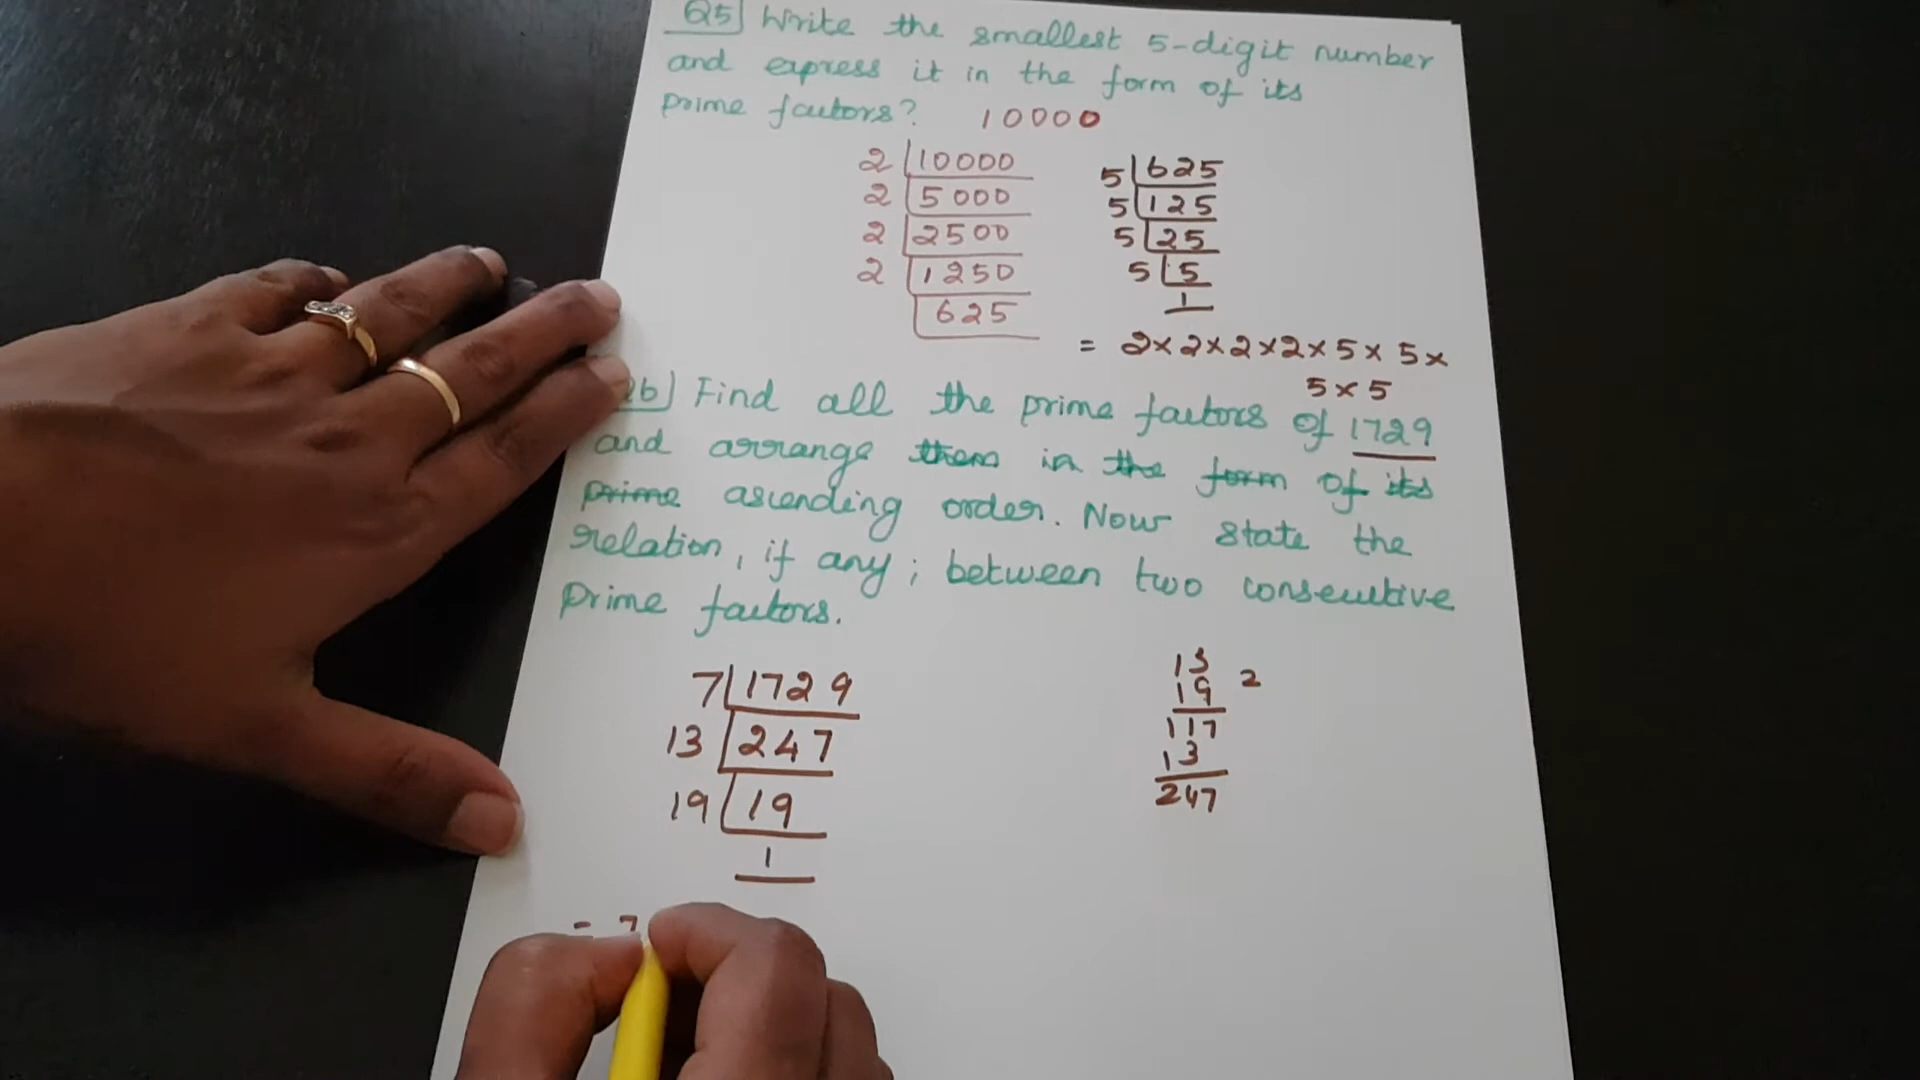 Q5) Write the smallest 5-digit number
and express it in the form of its
prime factors? 10000
2 10000
2 5000
2 2500
2 1250
625
5 625
5 125
5 25
5 5
1
= 2×2×2×2×5×5×
5×5
Find all the prime factors of 1729
and arrange them in the form of its
prime ascending order. Now state the
relation, if any; between two consecutive
Prime factors.
7 1729
13 247
19 19
1
= 7
13
19 2
117
13
247